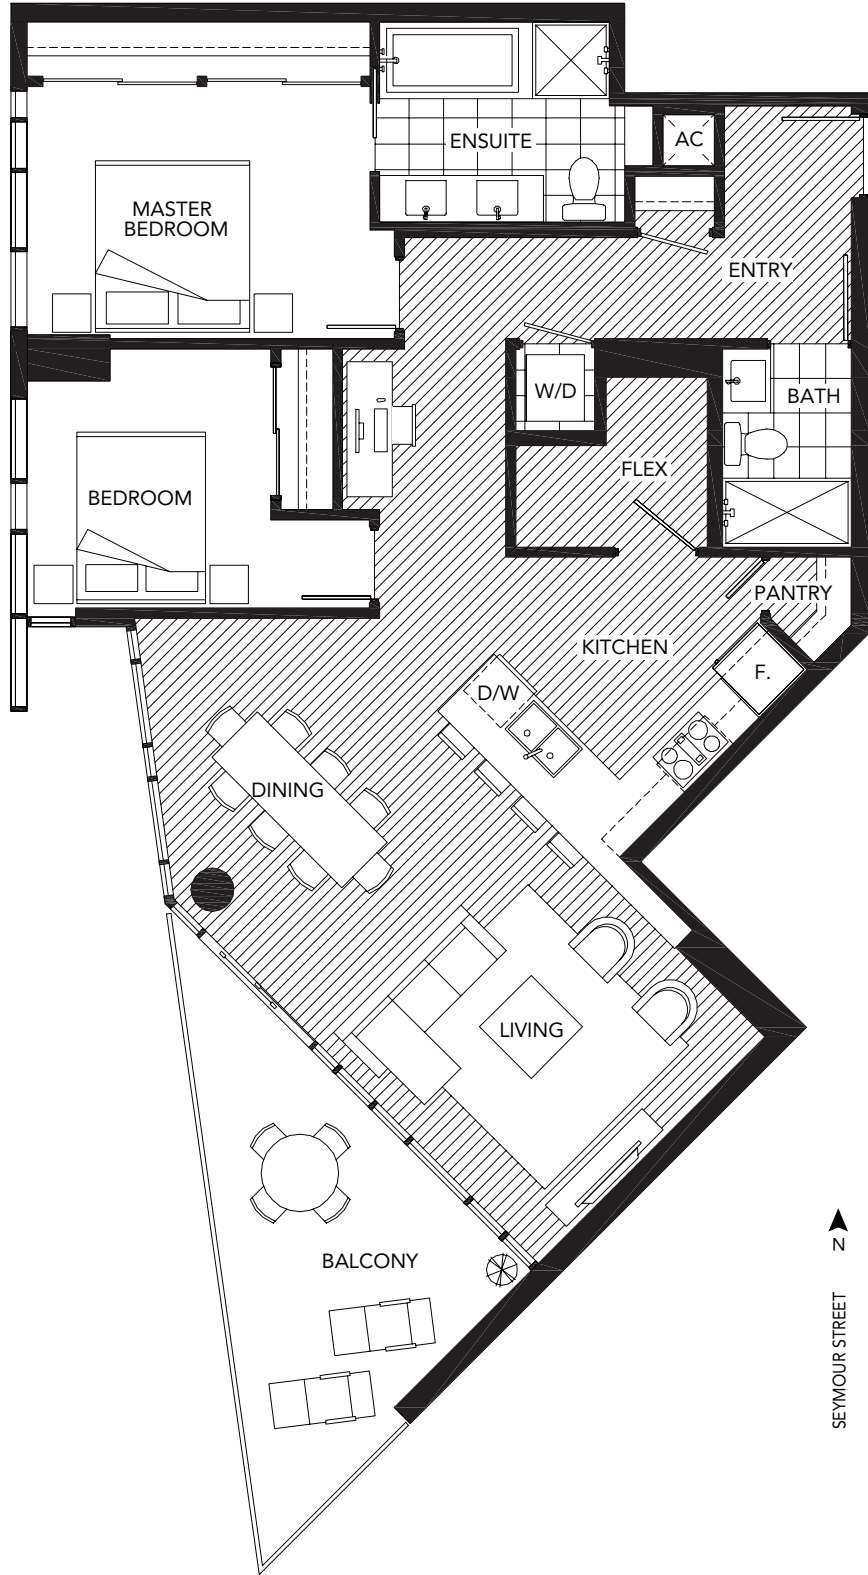 ENSUITE
AC
MASTER
BEDROOM
ENTRY
W/D
BATH
FLEX
BEDROOM
PANTRY
KITCHEN
F.
D/W
DINING
LIVING
BALCONY
N
SEYMOUR STREET